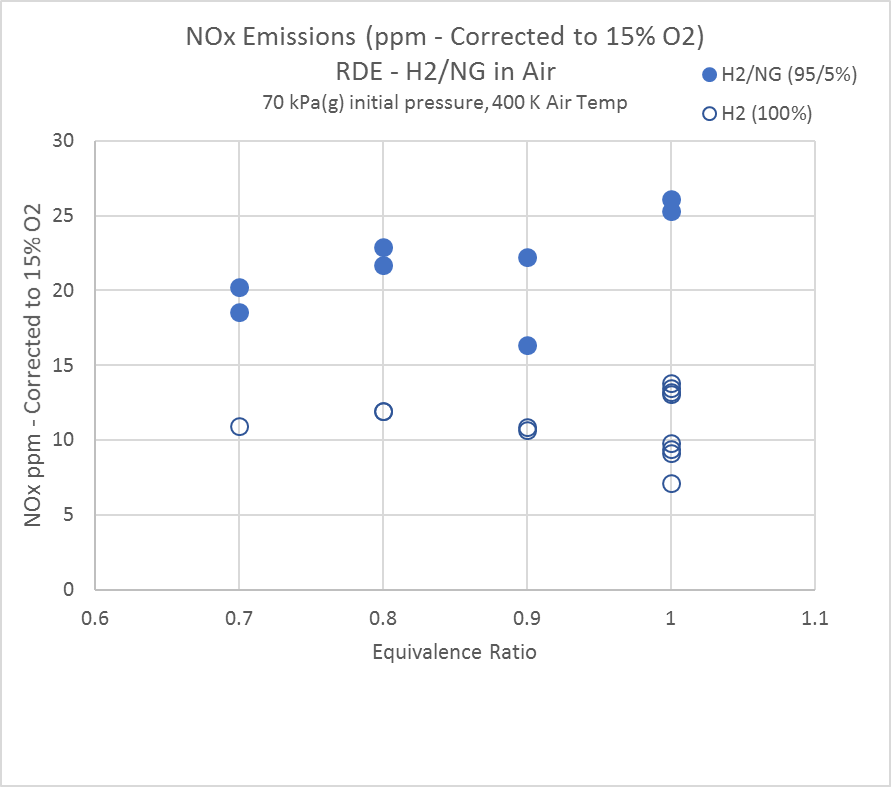 NOx Emissions (ppm - Corrected to 15% O2)
RDE - H2/NG in Air
70 kPa(g) initial pressure, 400 K Air Temp
H2/NG (95/5%)
H2 (100%)
NOx ppm - Corrected to 15% O2
30
25
20
15
10
5
0
0.6 0.7 0.8 0.9 1 1.1
Equivalence Ratio